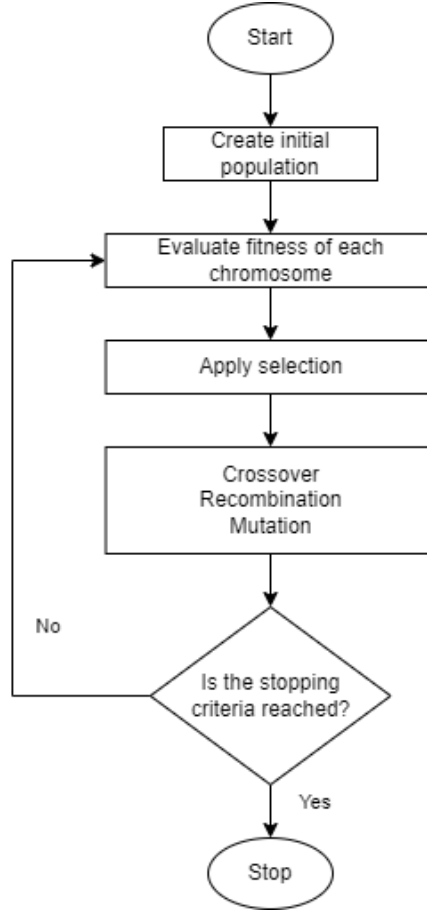 Start
Create initial
population
Evaluate fitness of each
chromosome
Apply selection
Crossover
Recombination
Mutation
No
Is the stopping
criteria reached?
Yes
Stop